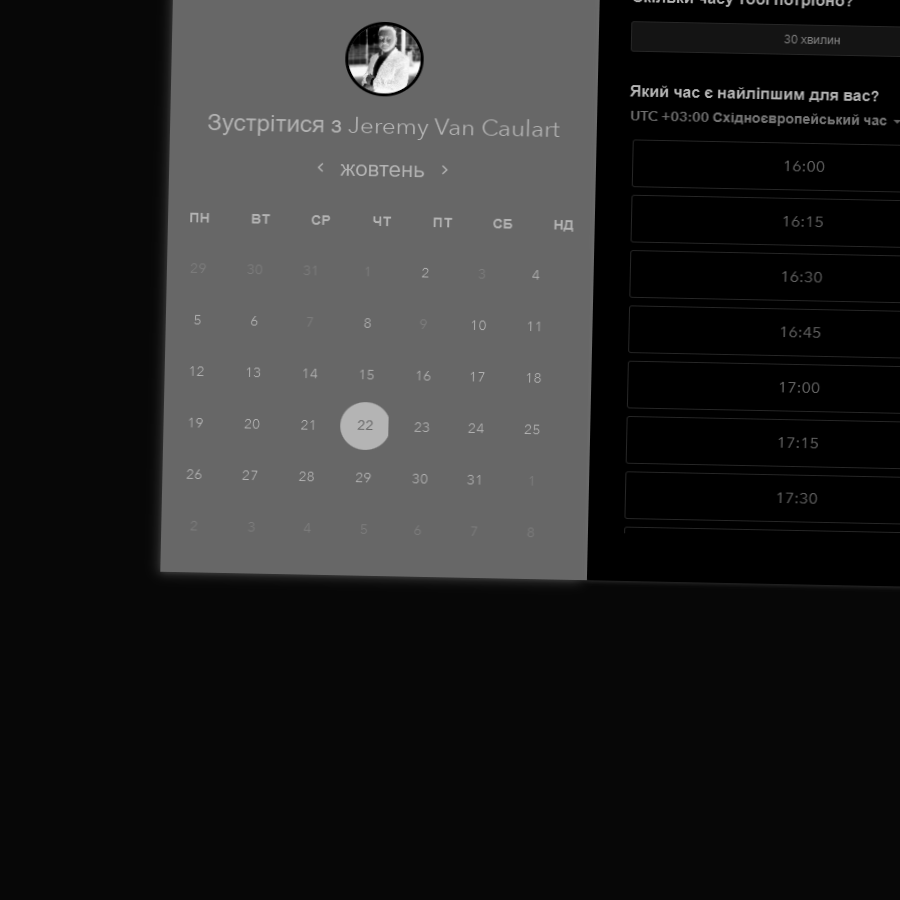 Зустрітися з Jeremy Van Caulart
жовтень
ПН ВТ СР ЧТ ПТ СБ НД
29 30 31 1 2 3 4
5 6 7 8 9 10 11
12 13 14 15 16 17 18
19 20 21 22 23 24 25
26 27 28 29 30 31 1
2 3 4 5 6 7 8
Скільки часу тобі потрібно?
30 хвилин
Який час є найліпшим для вас?
UTC +03:00 Східноєвропейський час
16:00
16:15
16:30
16:45
17:00
17:15
17:30